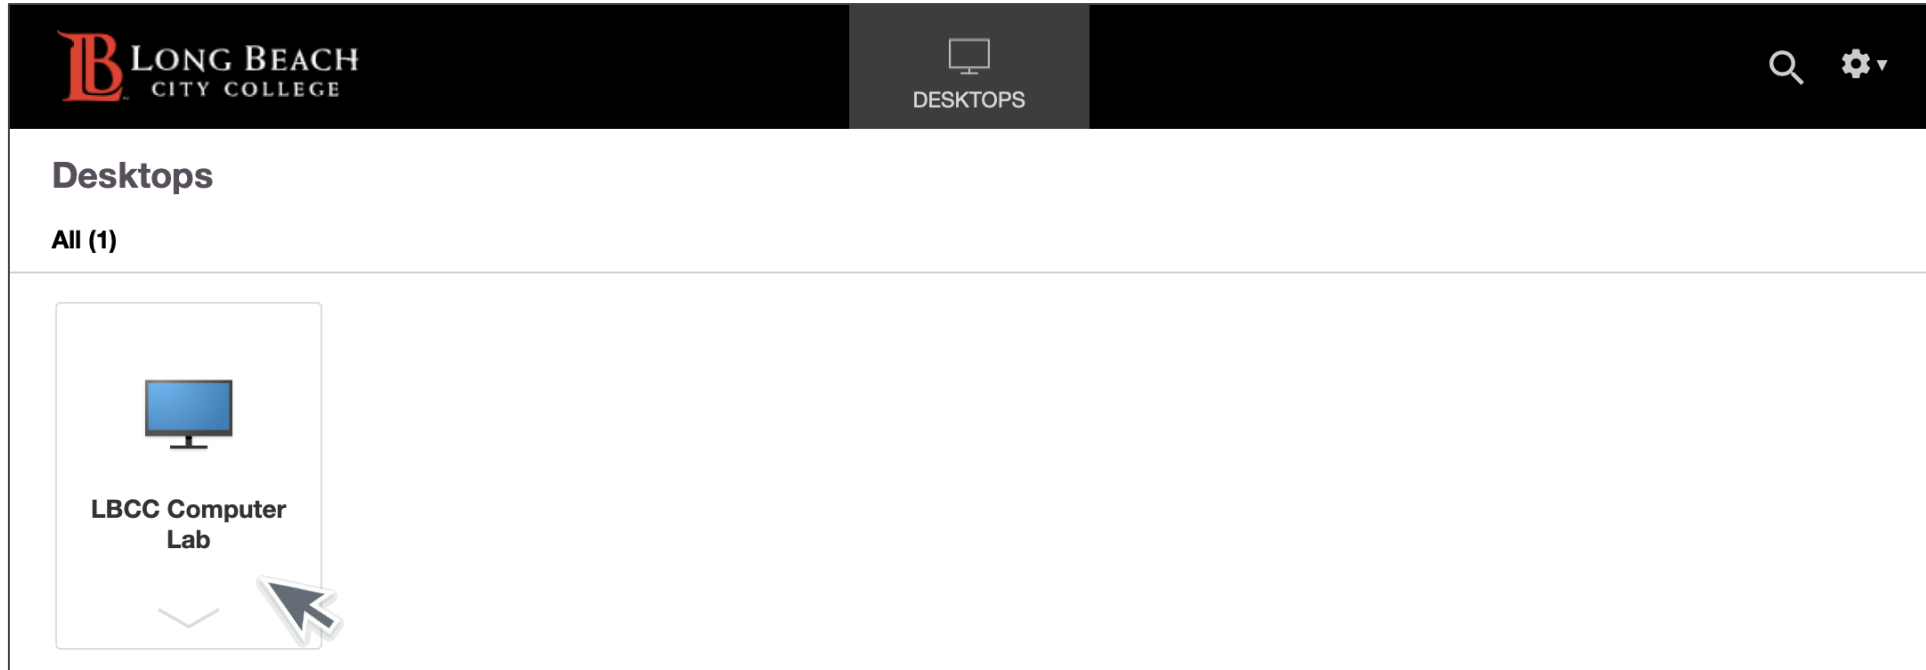 LONG BEACH
CITY COLLEGE
DESKTOPS
Desktops
All (1)
LBCC Computer
Lab